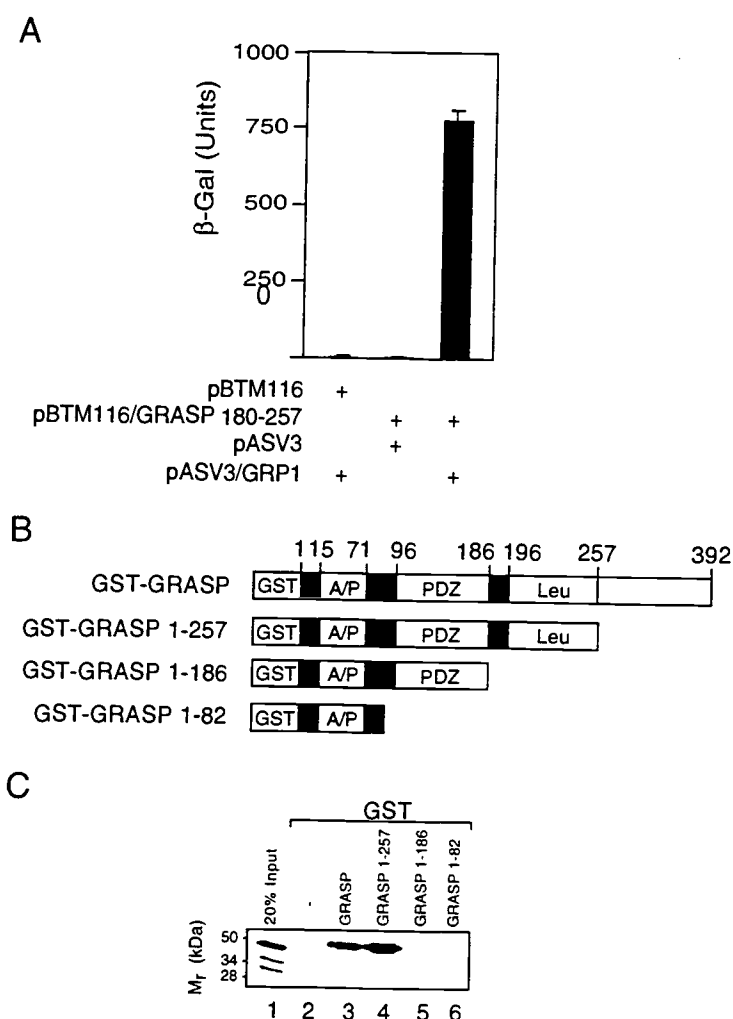 A
1000
750
500
250
0
β-Gal (Units)
pBTM116 +
pBTM116/GRASP 180-257 + +
pASV3 +
pASV3/GRP1 + +
B
115 71 96 186 196 257 392
GST-GRASP GST A/P PDZ Leu
GST-GRASP 1-257 GST A/P PDZ Leu
GST-GRASP 1-186 GST A/P PDZ
GST-GRASP 1-82 GST A/P
C
GST
20% Input - GRASP GRASP 1-257 GRASP 1-186 GRASP 1-82
Mr (kDa)
50
34
28
1 2 3 4 5 6